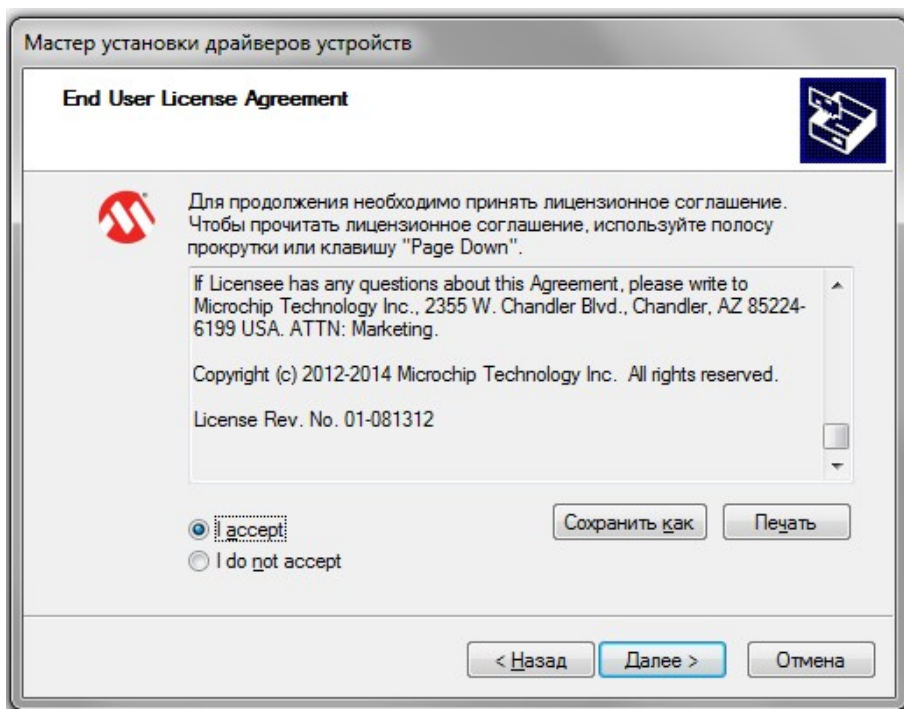 Мастер установки драйверов устройств
End User License Agreement
Для продолжения необходимо принять лицензионное соглашение.
Чтобы прочитать лицензионное соглашение, используйте полосу
прокрутки или клавишу "Page Down".
If Licensee has any questions about this Agreement, please write to
Microchip Technology Inc., 2355 W. Chandler Blvd., Chandler, AZ 85224-
6199 USA. ATTN: Marketing.
Copyright (c) 2012-2014 Microchip Technology Inc.  All rights reserved.
License Rev. No. 01-081312
I accept
Сохранить как
Печать
I do not accept
< Назад
Далее >
Отмена